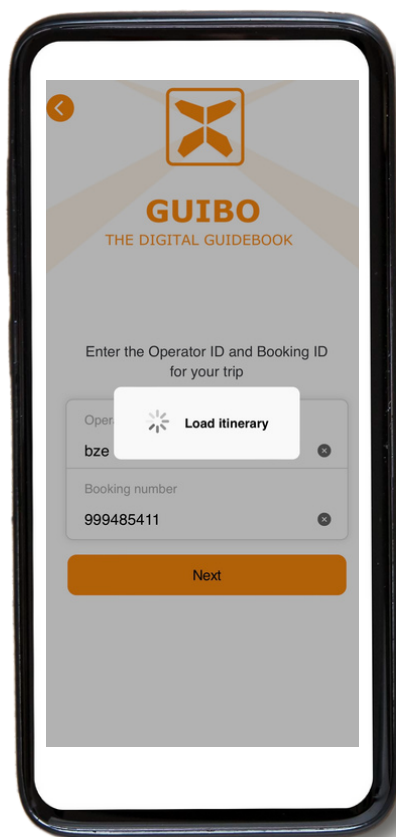 GUIBO
THE DIGITAL GUIDEBOOK
Enter the Operator ID and Booking ID
for your trip
Oper
Load itinerary
bze
Booking number
999485411
Next